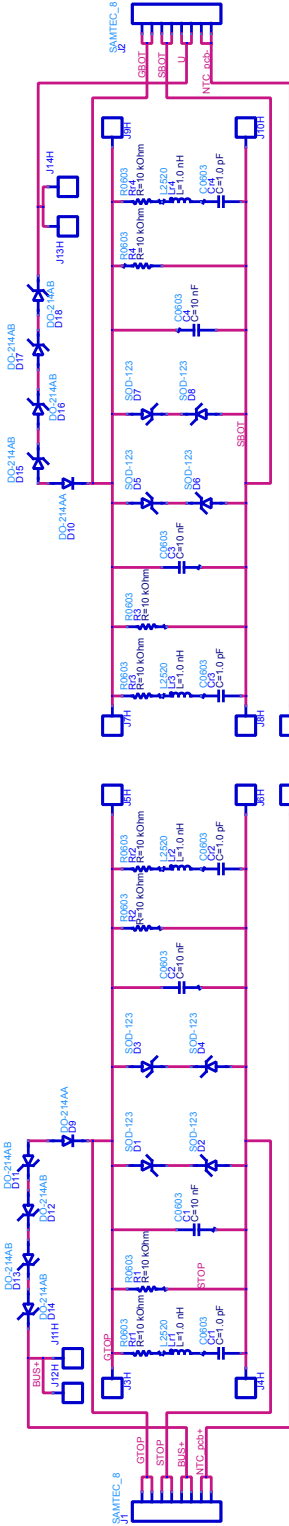 SAMTEC_8
J2
GBOT
SBOT
U
NTC_pcb
J14H
J13H
DO-214AB
D18
DO-214AB
D17
DO-214AB
D16
DO-214AB
D15
DO-214AA
D10
J9H
J10H
R0603
Rr4
R=10 kOhm
L2520
Lr4
L=1.0 nH
C0603
Cr4
C=1.0 pF
R0603
R4
R=10 kOhm
C0603
C4
C=10 nF
SOD-123
D7
SOD-123
D8
SBOT
SOD-123
D5
SOD-123
D6
C0603
C3
C=10 nF
R0603
R3
R=10 kOhm
R0603
Rr3
R=10 kOhm
L2520
Lr3
L=1.0 nH
C0603
Cr3
C=1.0 pF
J7H
J8H
J5H
J6H
R0603
Rr2
R=10 kOhm
L2520
Lr2
L=1.0 nH
C0603
Cr2
C=1.0 pF
R0603
R2
R=10 kOhm
C0603
C2
C=10 nF
SOD-123
D3
SOD-123
D4
SOD-123
D1
SOD-123
D2
DO-214AA
D9
DO-214AB
D11
DO-214AB
D12
DO-214AB
D13
DO-214AB
D14
C0603
C1
C=10 nF
R0603
R1
R=10 kOhm
STOP
GTOP
R0603
Rr1
R=10 kOhm
L2520
Lr1
L=1.0 nH
C0603
Cr1
C=1.0 pF
J11H
J12H
BUS+
J3H
J4H
GTOP
STOP
BUS+
NTC_pcb+
SAMTEC_8
J1